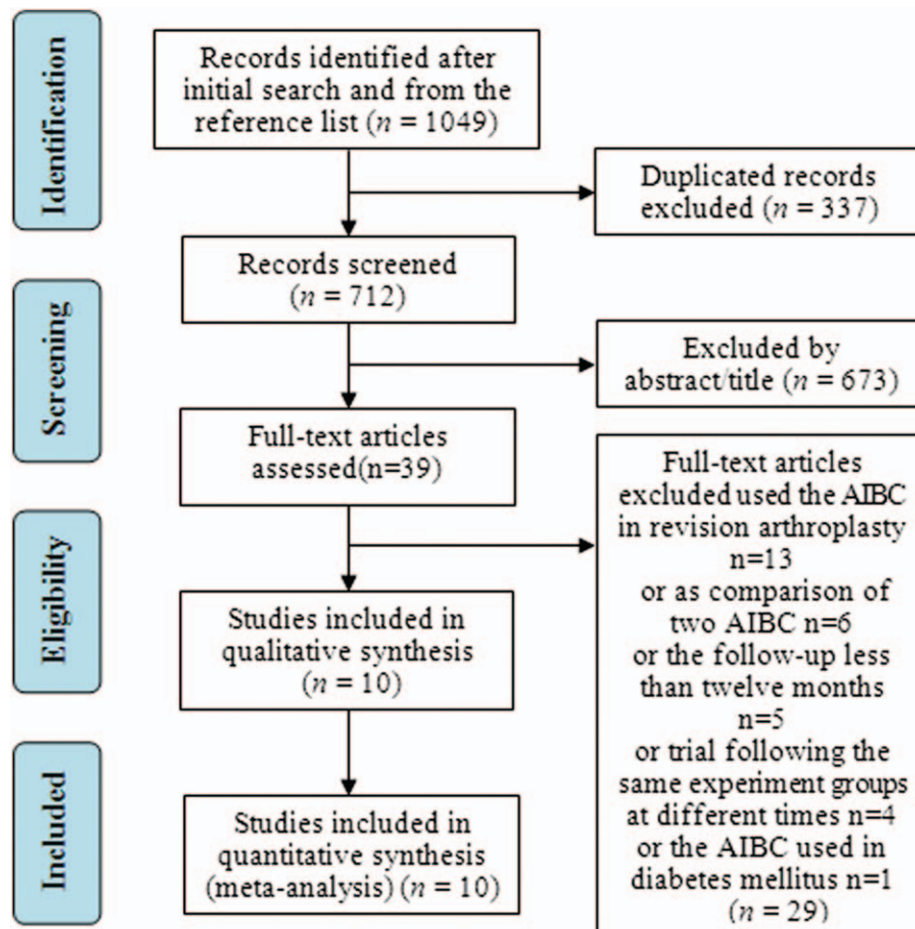 Identification
Records identified after
initial search and from the
reference list (n = 1049)
Duplicated records
excluded (n = 337)
Screening
Records screened
(n = 712)
Excluded by
abstract/title (n = 673)
Full-text articles
assessed(n=39)
Full-text articles
excluded used the AIBC
in revision arthroplasty
n=13
or as comparison of
two AIBC n=6
or the follow-up less
than twelve months
n=5
or trial following the
same experiment groups
at different times n=4
or the AIBC used in
diabetes mellitus n=1
(n = 29)
Eligibility
Studies included in
qualitative synthesis
(n = 10)
Included
Studies included in
quantitative synthesis
(meta-analysis) (n = 10)